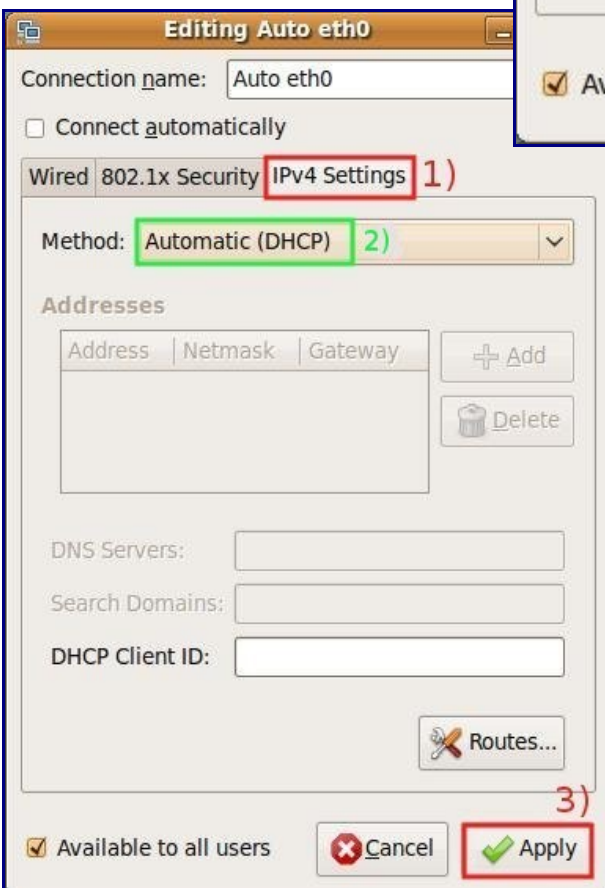 Editing Auto eth0
Connection name: Auto eth0
Connect automatically
Wired 802.1x Security IPv4 Settings 1)
Method: Automatic (DHCP) 2)
Addresses
Address Netmask Gateway
Add
Delete
DNS Servers:
Search Domains:
DHCP Client ID:
Routes...
3)
Available to all users Cancel Apply